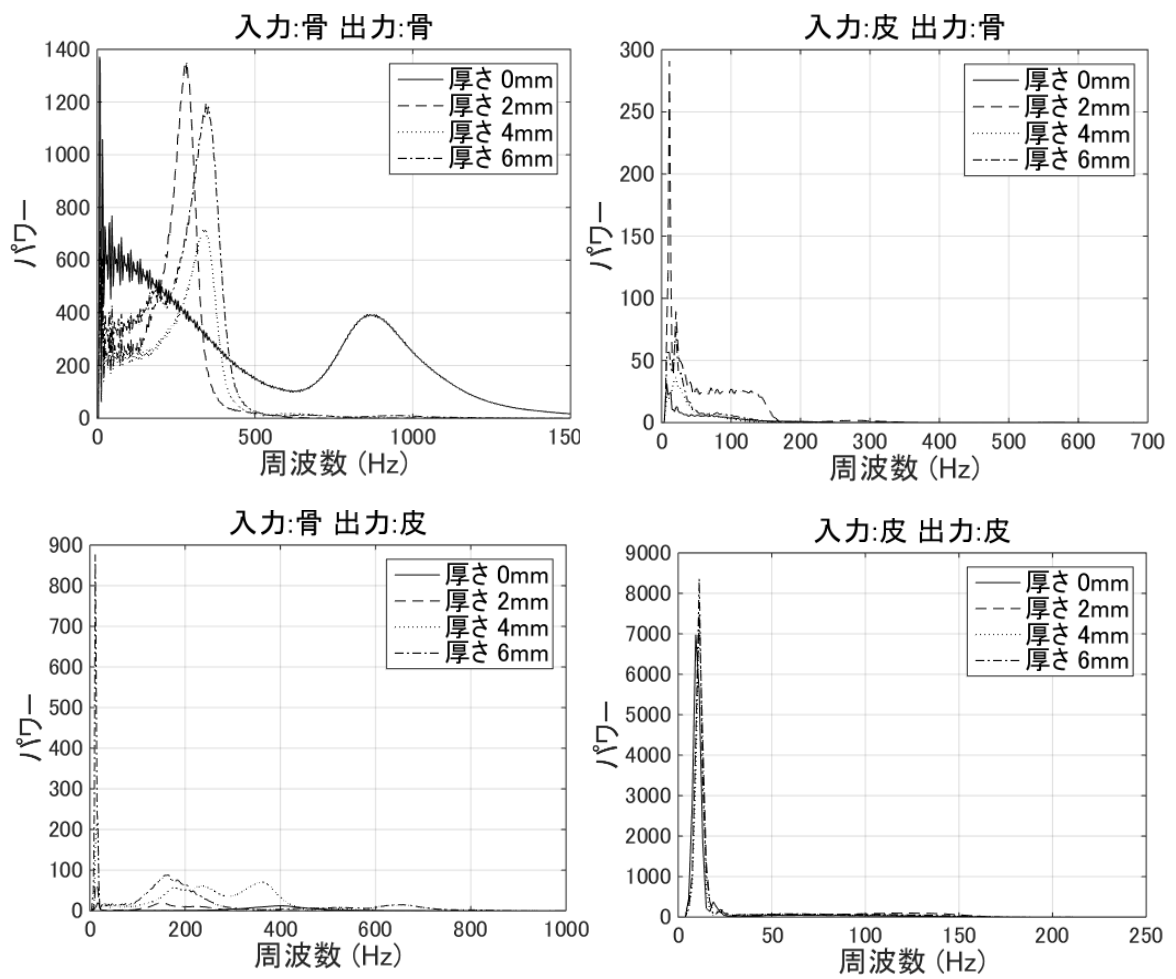 入力:骨 出力:骨
1400
1200
1000
800
600
400
200
0
パワー
厚さ 0mm
厚さ 2mm
厚さ 4mm
厚さ 6mm
0 500 1000 1500
周波数 (Hz)
入力:皮 出力:骨
300
250
200
150
100
50
0
パワー
厚さ 0mm
厚さ 2mm
厚さ 4mm
厚さ 6mm
0 100 200 300 400 500 600 700
周波数 (Hz)
入力:骨 出力:皮
900
800
700
600
500
400
300
200
100
0
パワー
厚さ 0mm
厚さ 2mm
厚さ 4mm
厚さ 6mm
0 200 400 600 800 1000
周波数 (Hz)
入力:皮 出力:皮
9000
8000
7000
6000
5000
4000
3000
2000
1000
0
パワー
厚さ 0mm
厚さ 2mm
厚さ 4mm
厚さ 6mm
0 50 100 150 200 250
周波数 (Hz)